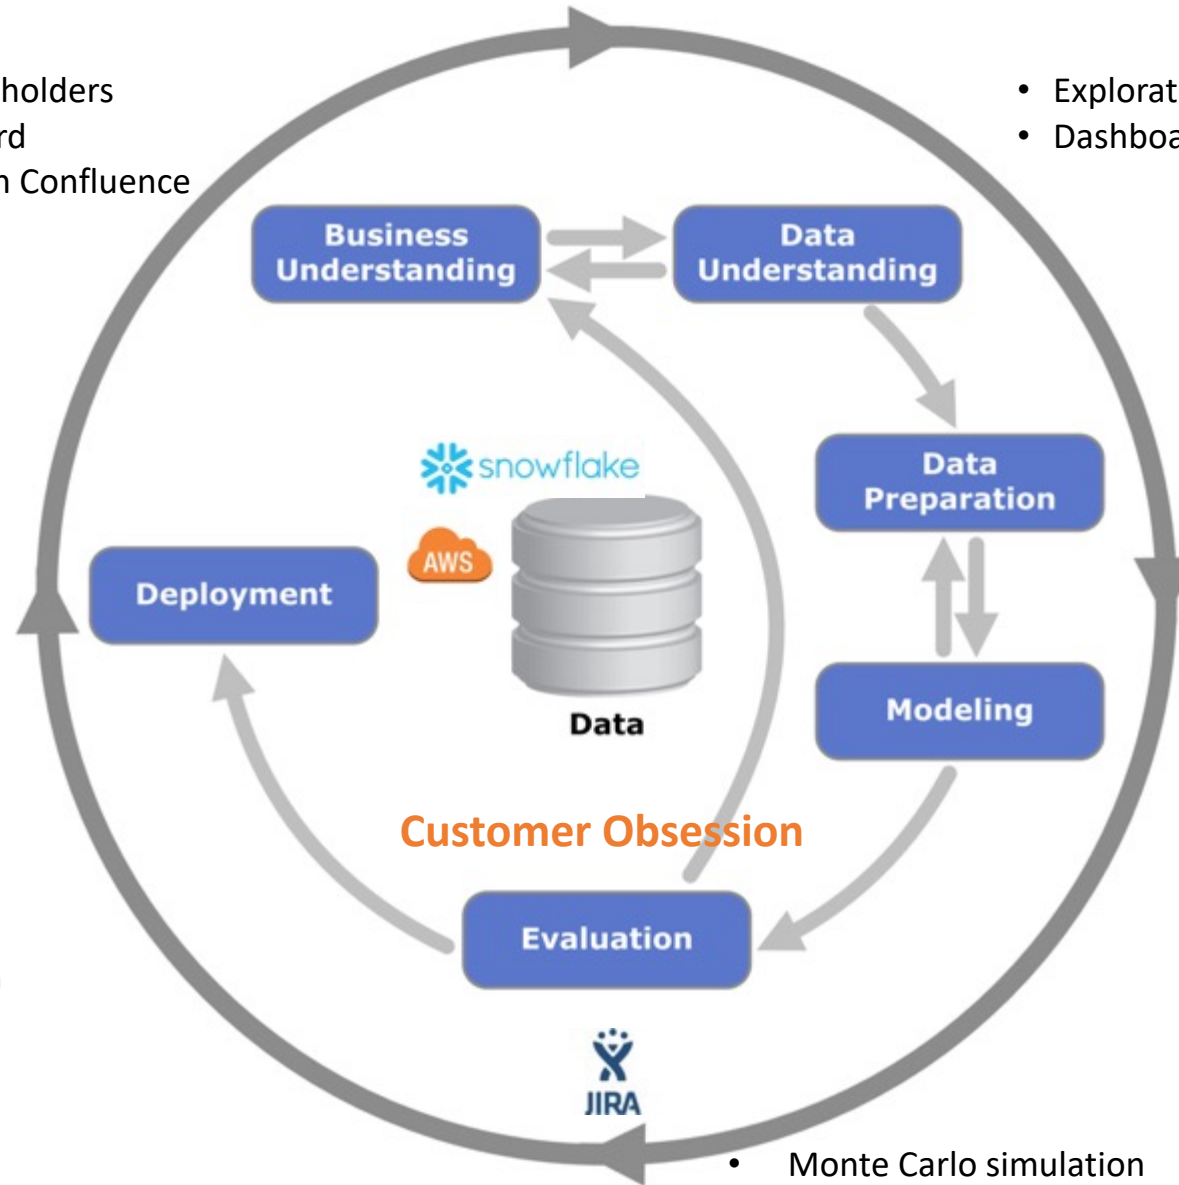 holders
• Explorat
rd
• Dashboa
n Confluence
Business
Understanding
Data
Understanding
snowflake
Data
Preparation
AWS
Deployment
Modeling
Data
Customer Obsession
Evaluation
JIRA
• Monte Carlo simulation